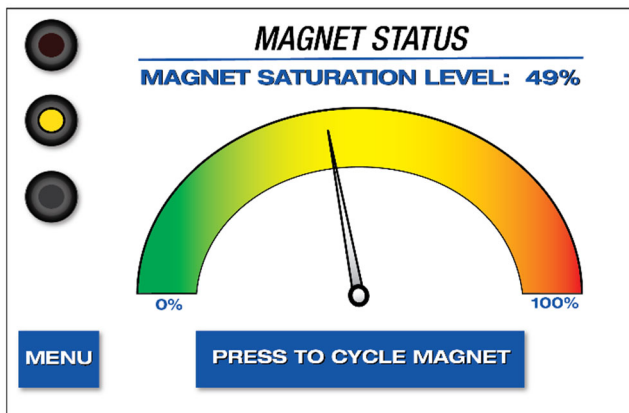 MAGNET STATUS
MAGNET SATURATION LEVEL: 49%
0%
100%
MENU
PRESS TO CYCLE MAGNET